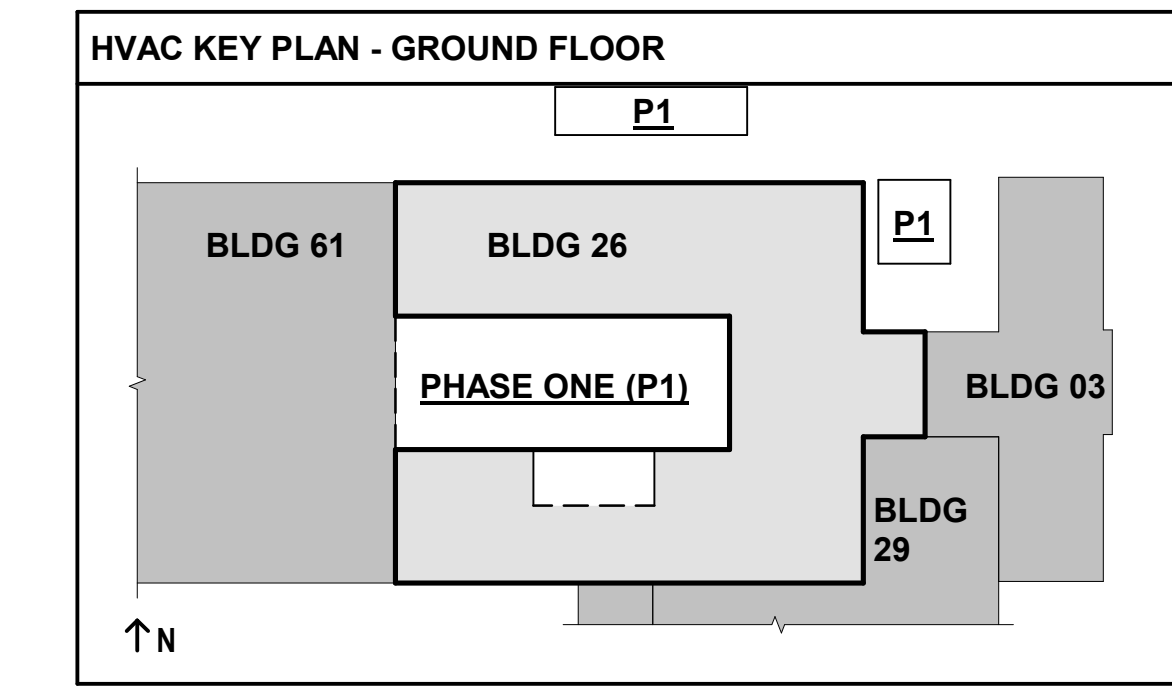 HVAC KEY PLAN - GROUND FLOOR
P1
P1
BLDG 61
BLDG 26
PHASE ONE (P1)
BLDG 03
BLDG
29
N